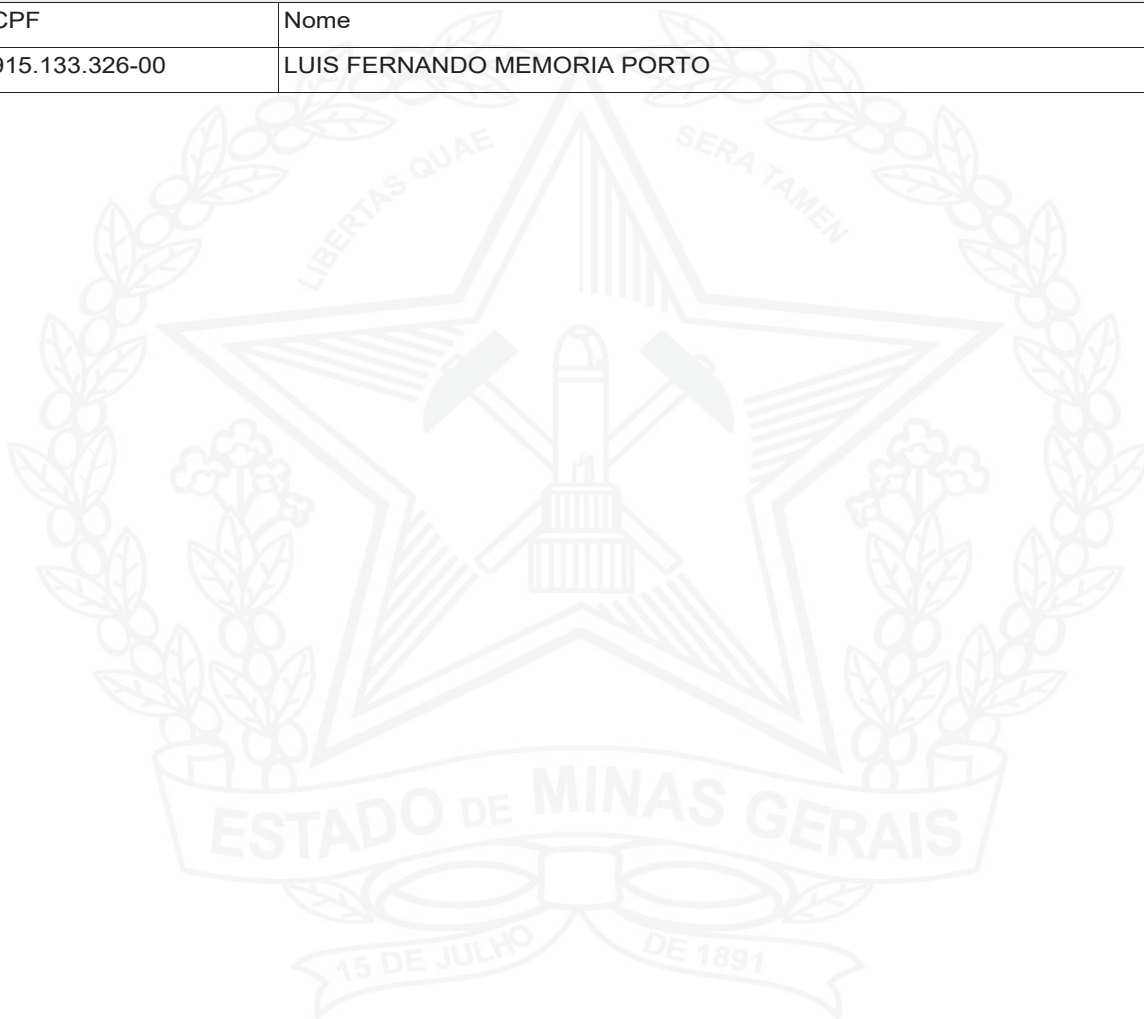 CPF Nome
915.133.326-00 LUIS FERNANDO MEMORIA PORTO
LIBERTAS QUAE SERA TAMEN
ESTADO DE MINAS GERAIS
15 DE JULHO DE 1891